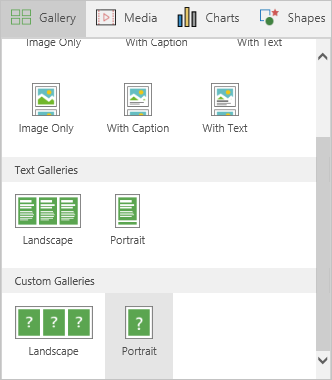 Gallery Media Charts Shapes
Image Only With Caption With Text
Image Only With Caption With Text
Text Galleries
Landscape Portrait
Custom Galleries
? ? ? ?
Landscape Portrait